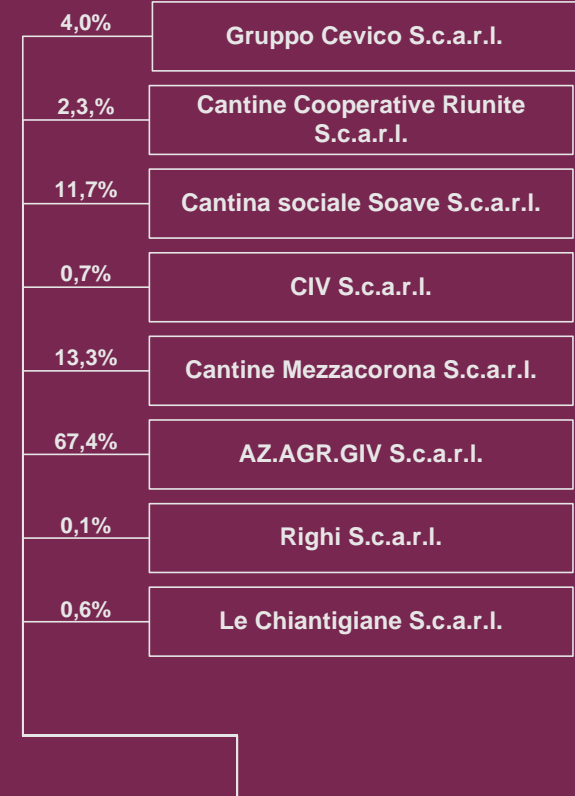 4,0%
Gruppo Cevico S.c.a.r.l.
2,3,%
Cantine Cooperative Riunite
S.c.a.r.l.
11,7%
Cantina sociale Soave S.c.a.r.l.
0,7%
CIV S.c.a.r.l.
13,3%
Cantine Mezzacorona S.c.a.r.l.
67,4%
AZ.AGR.GIV S.c.a.r.l.
0,1%
Righi S.c.a.r.l.
0,6%
Le Chiantigiane S.c.a.r.l.